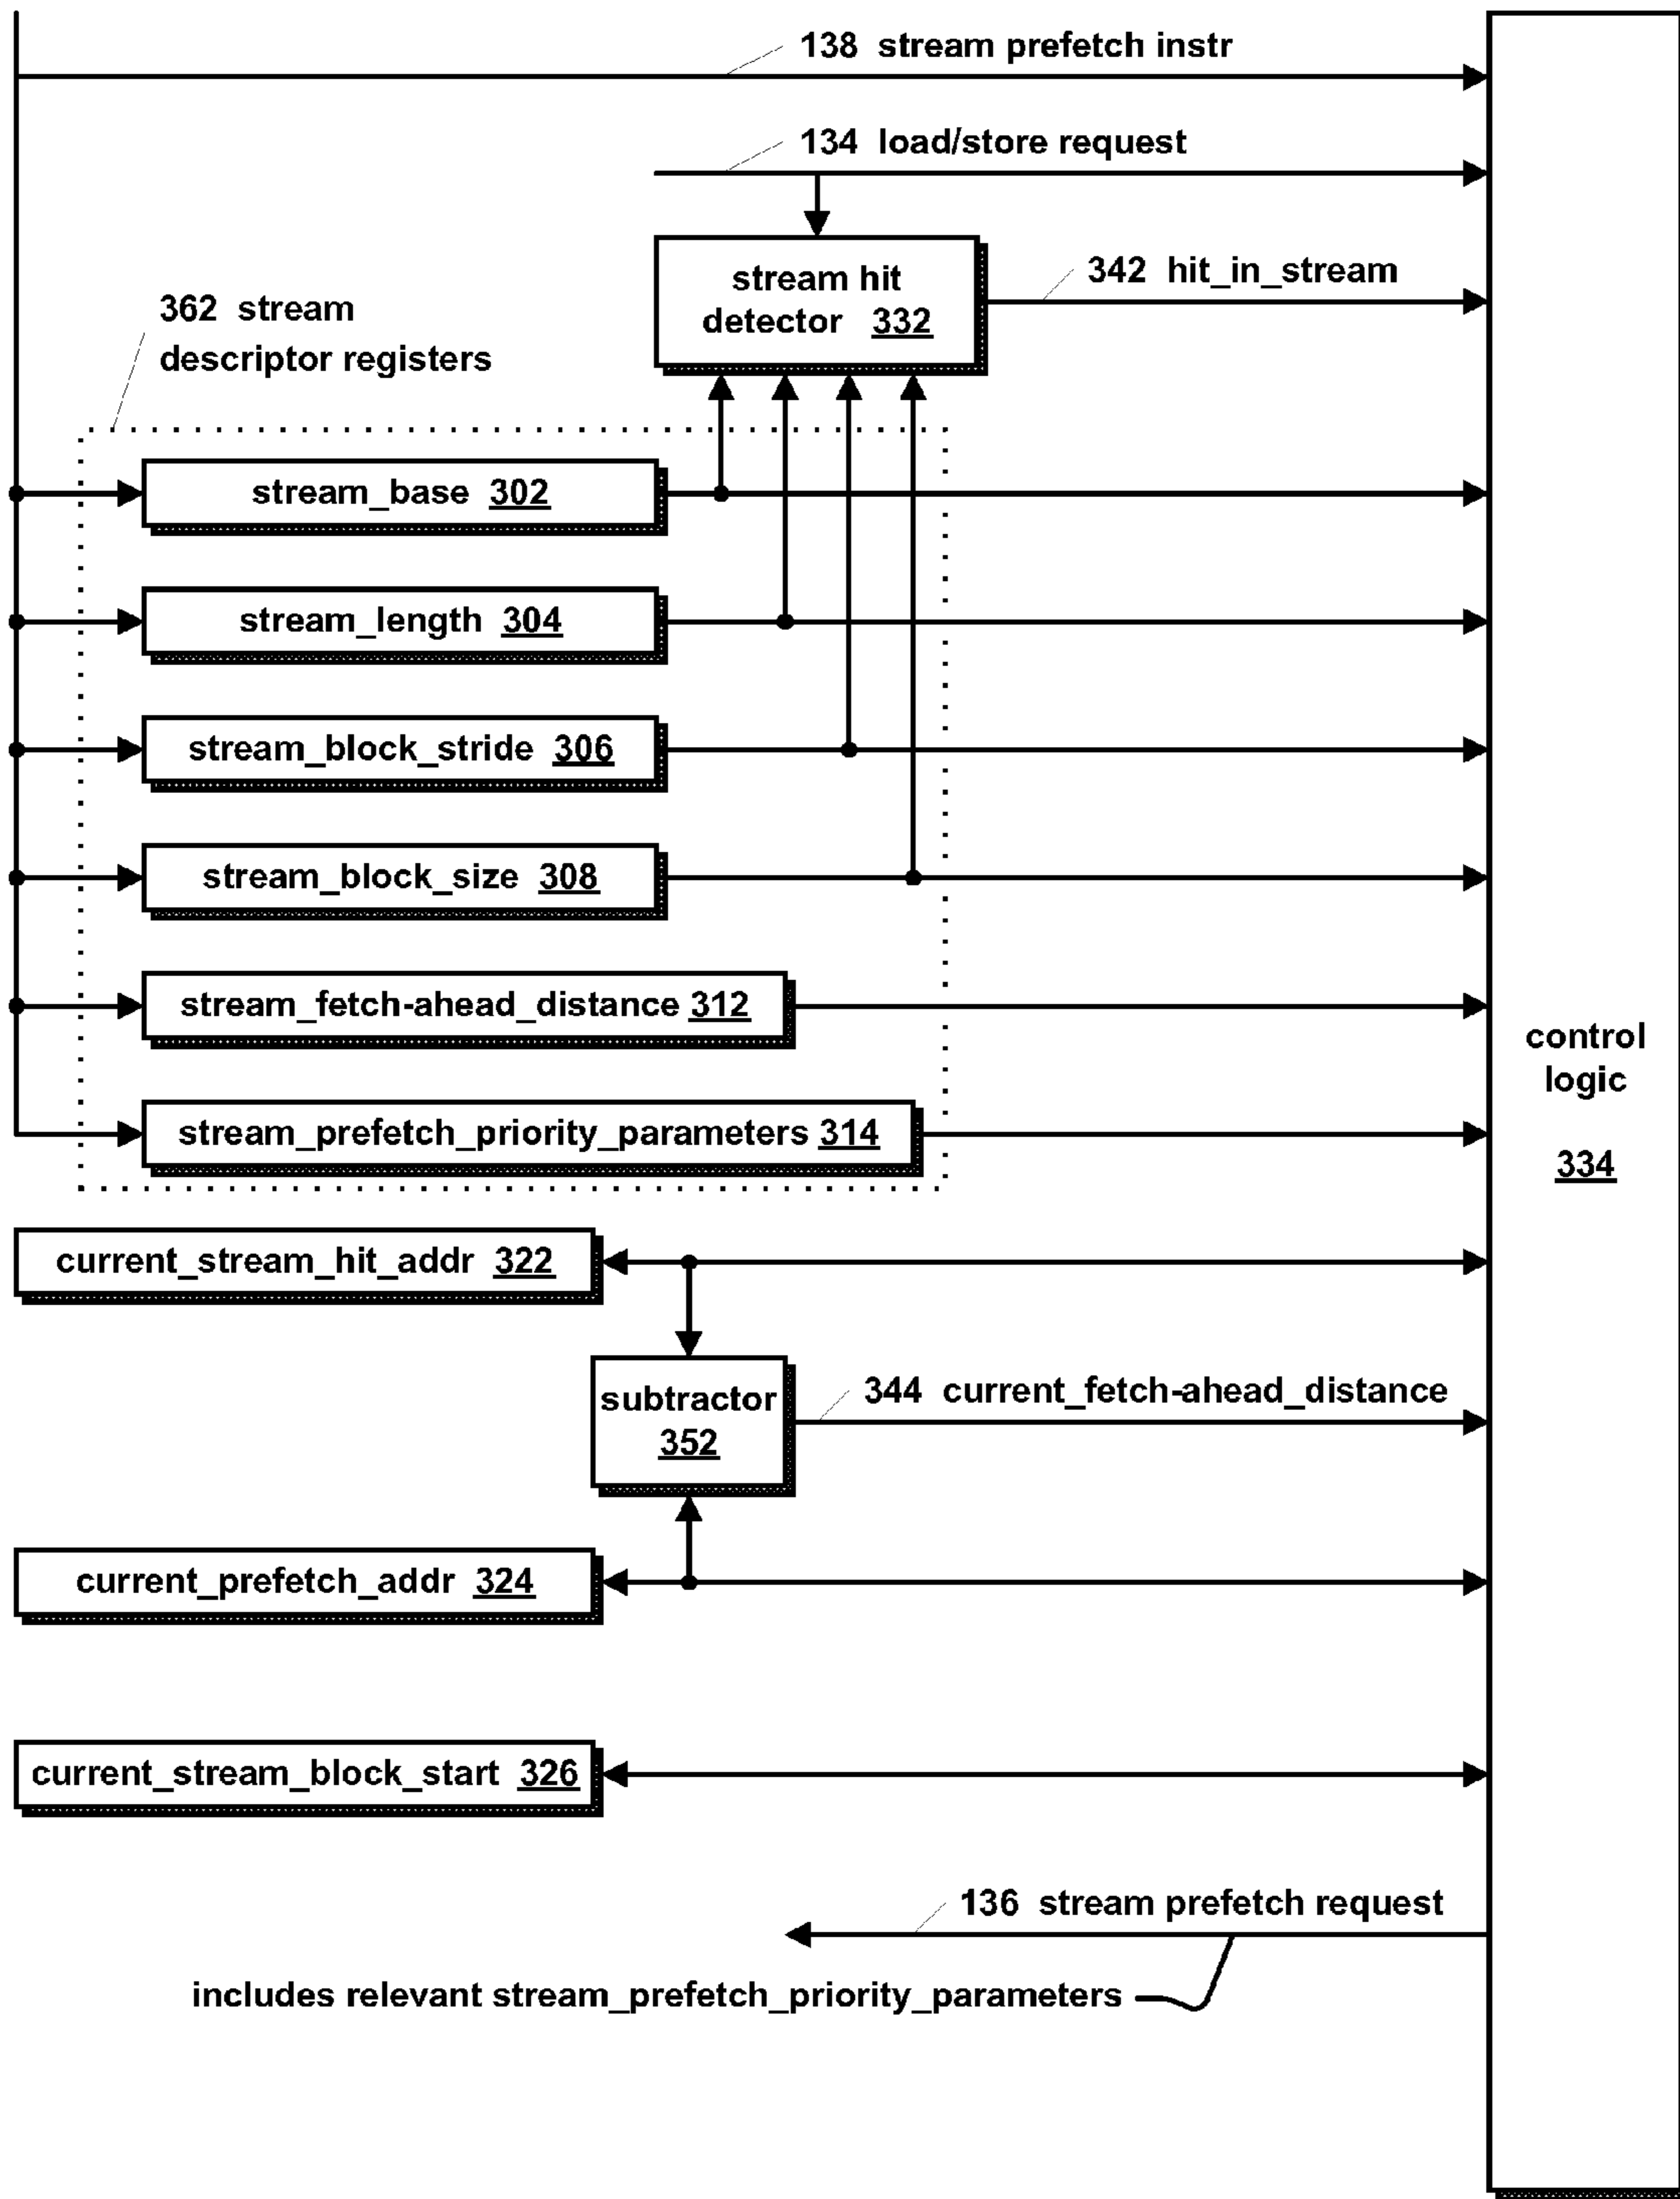 138 stream prefetch instr
134 load/store request
stream hit
detector 332
342 hit_in_stream
362 stream
descriptor registers
stream_base 302
stream_length 304
stream_block_stride 306
stream_block_size 308
stream_fetch-ahead_distance 312
control
logic
334
stream_prefetch_priority_parameters 314
current_stream_hit_addr 322
subtractor
352
344 current_fetch-ahead_distance
current_prefetch_addr 324
current_stream_block_start 326
136 stream prefetch request
includes relevant stream_prefetch_priority_parameters